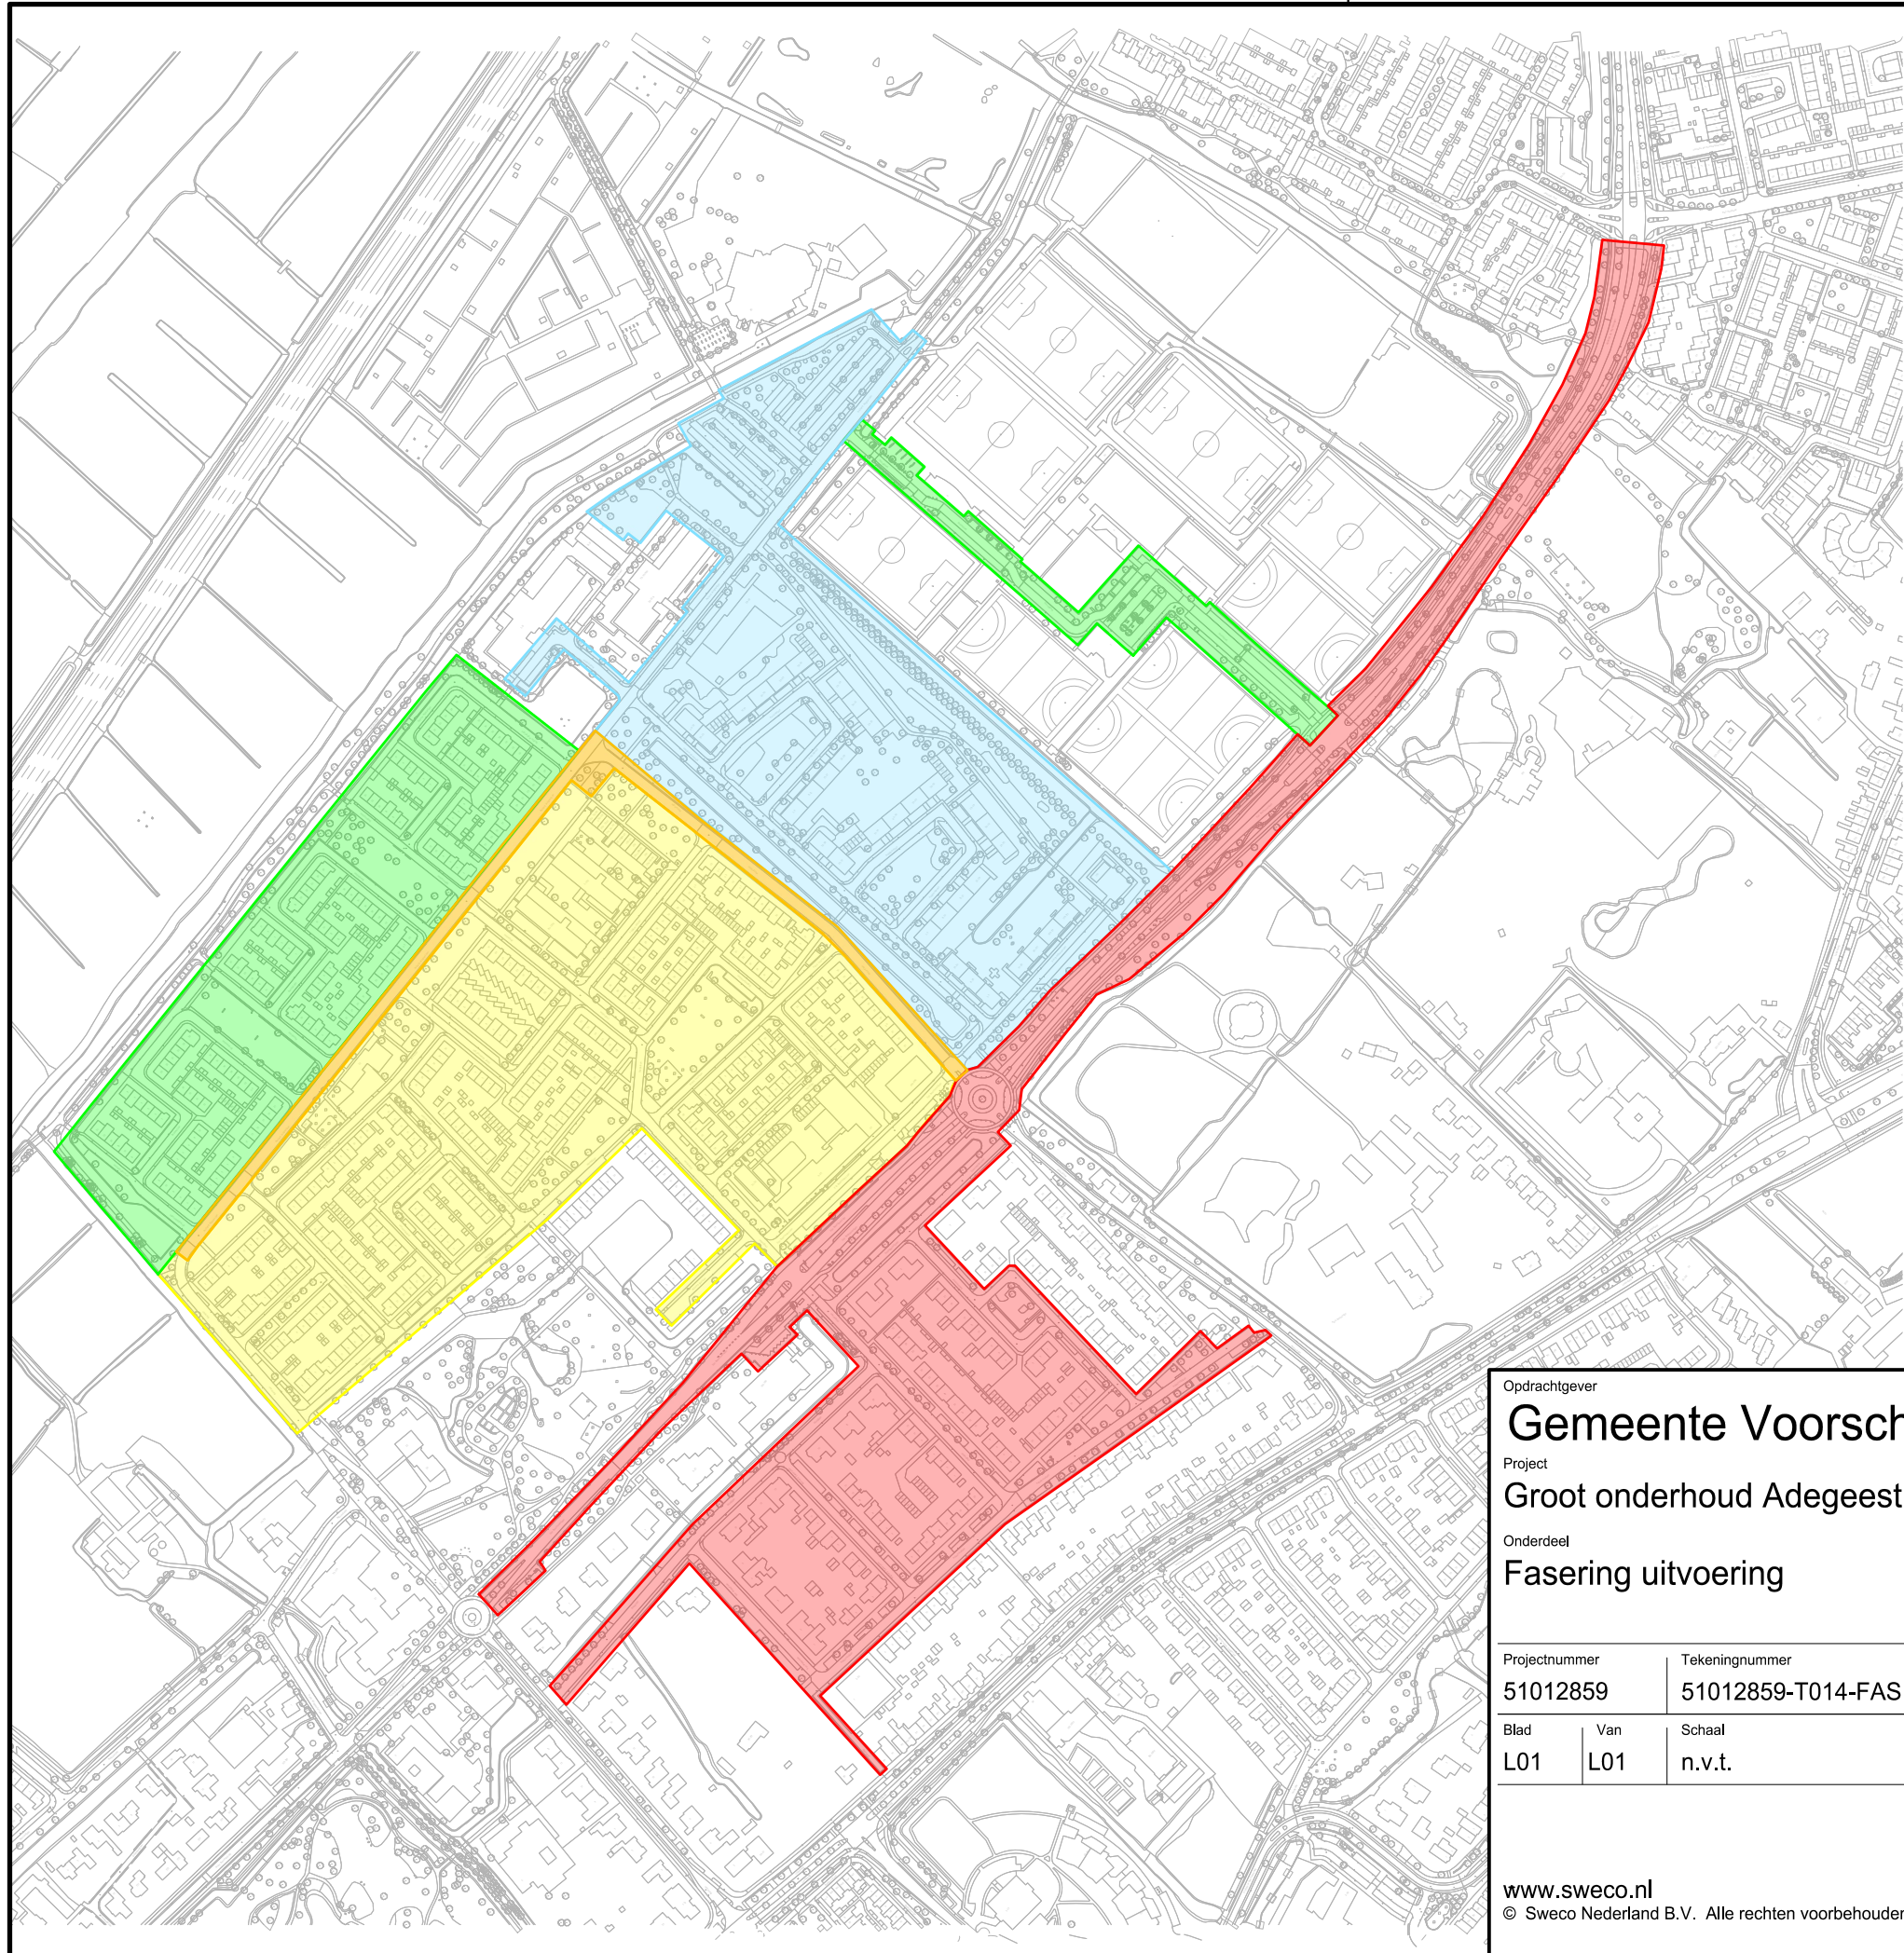 Opdrachtgever
Gemeente Voorsch
Project
Groot onderhoud Adegeest
Onderdeel
Fasering uitvoering
Projectnummer Tekeningnummer
51012859 51012859-T014-FAS
Blad Van Schaal
L01 L01 n.v.t.
www.sweco.nl
© Sweco Nederland B.V. Alle rechten voorbehouden